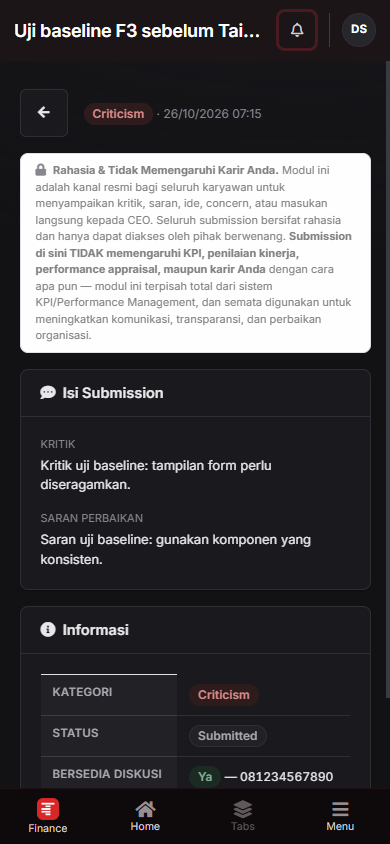 Uji baseline F3 sebelum Tai...
DS
Criticism · 26/10/2026 07:15
Rahasia & Tidak Memengaruhi Karir Anda. Modul ini
adalah kanal resmi bagi seluruh karyawan untuk
menyampaikan kritik, saran, ide, concern, atau masukan
langsung kepada CEO. Seluruh submission bersifat rahasia
dan hanya dapat diakses oleh pihak berwenang. Submission
di sini TIDAK memengaruhi KPI, penilaian kinerja,
performance appraisal, maupun karir Anda dengan cara
apa pun — modul ini terpisah total dari sistem
KPI/Performance Management, dan semata digunakan untuk
meningkatkan komunikasi, transparansi, dan perbaikan
organisasi.
Isi Submission
KRITIK
Kritik uji baseline: tampilan form perlu
diseragamkan.
SARAN PERBAIKAN
Saran uji baseline: gunakan komponen yang
konsisten.
Informasi
KATEGORI Criticism
STATUS Submitted
BERSEDIA DISKUSI Ya — 081234567890
Finance Home Tabs Menu